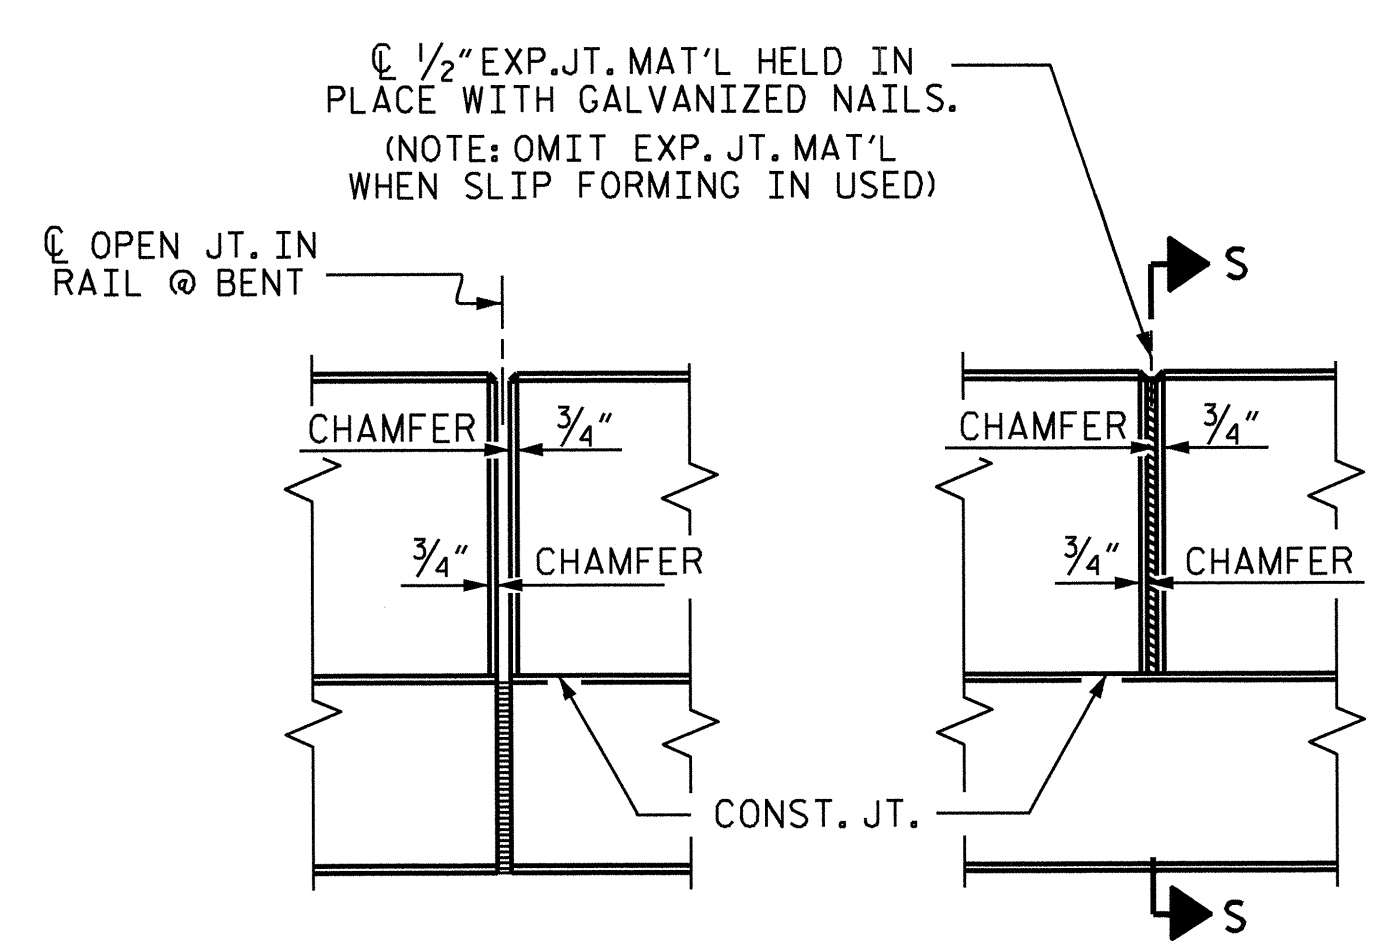 ℄ 1/2" EXP.JT. MAT'L HELD IN
PLACE WITH GALVANIZED NAILS.
(NOTE: OMIT EXP. JT. MAT'L
WHEN SLIP FORMING IN USED)
℄ OPEN JT. IN
RAIL @ BENT
S
CHAMFER 3/4"
CHAMFER 3/4"
3/4" CHAMFER
3/4" CHAMFER
CONST. JT.
S